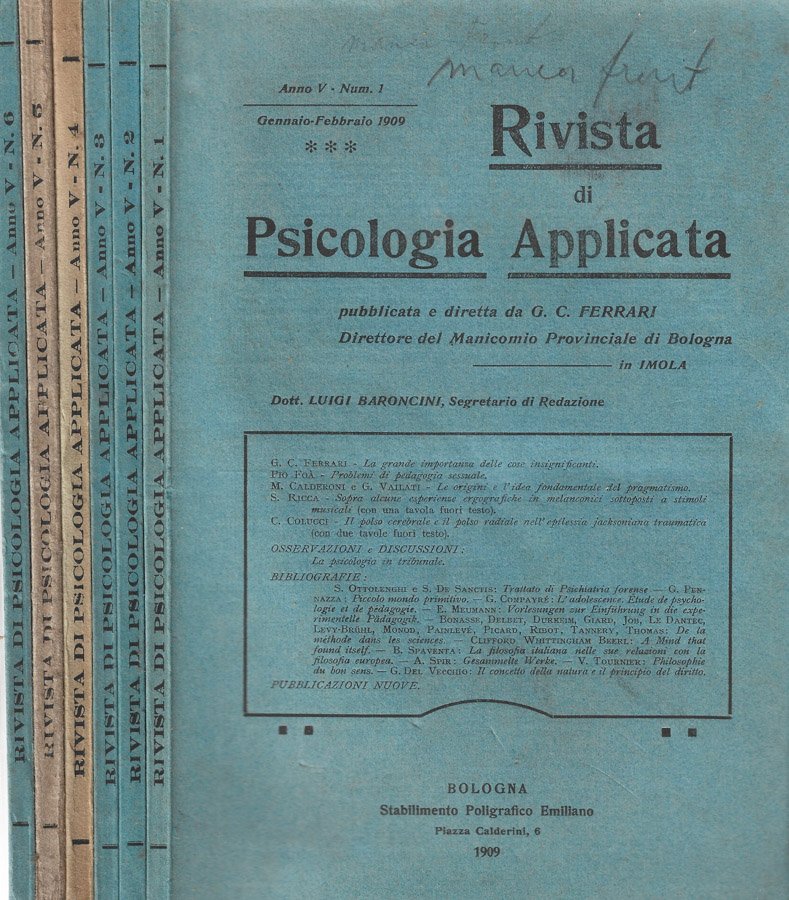 RIVISTA DI PSICOLOGIA APPLICATA - Anno V - N. 6
RIVISTA DI PSICOLOGIA APPLICATA - Anno V - N. 5
RIVISTA DI PSICOLOGIA APPLICATA - Anno V - N. 4
RIVISTA DI PSICOLOGIA APPLICATA - Anno V - N. 3
RIVISTA DI PSICOLOGIA APPLICATA - Anno V - N. 2
RIVISTA DI PSICOLOGIA APPLICATA - Anno V - N. 1
manca
manca front
Anno V - Num. 1
Gennaio-Febbraio 1909
***
Rivista
di
Psicologia Applicata
pubblicata e diretta da G. C. FERRARI
Direttore del Manicomio Provinciale di Bologna
in IMOLA
Dott. LUIGI BARONCINI, Segretario di Redazione
G. C. FERRARI - La grande importanza delle cose insignificanti.
PIO FOÀ - Problemi di pedagogia sessuale.
M. CALDERONI e G. VAILATI - Le origini e l'idea fondamentale del pragmatismo.
S. RICCA - Sopra alcune esperienze ergografiche in melanconici sottoposti a stimoli
musicali (con una tavola fuori testo).
C. COLUCCI - Il polso cerebrale e il polso radiale nell'epilessia jacksoniana traumatica
(con due tavole fuori testo).
OSSERVAZIONI e DISCUSSIONI:
La psicologia in tribunale.
BIBLIOGRAFIE:
S. OTTOLENGHI e S. DE SANCTIS: Trattato di Psichiatria forense — G. FER-
NAZZA: Piccolo mondo primitivo. — G. COMPAYRÉ: L'adolescence. Etude de psycho-
logie et de pedagogie. — E. MEUMANN: Vorlesungen zur Einführung in die expe-
rimentelle Pädagogik. — BONASSE, DELBET, DURKEIM, GIARD, JOB, LE DANTEC,
LEVY-BRÜHL, MONOD, PAINLEVÉ, PICARD, RIBOT, TANNERY, THOMAS: De la
méthode dans les sciences. — CLIFFORD WHITTINGHAM BEERL: A Mind that
found itself. — B. SPAVENTA: La filosofia italiana nelle sue relazioni con la
filosofia europea. — A. SPIR: Gesammelte Werke. — V. TOURNIER: Philosophie
du bon sens. — G. DEL VECCHIO: Il concetto della natura e il principio del diritto.
PUBBLICAZIONI NUOVE.
BOLOGNA
Stabilimento Poligrafico Emiliano
Piazza Calderini, 6
1909